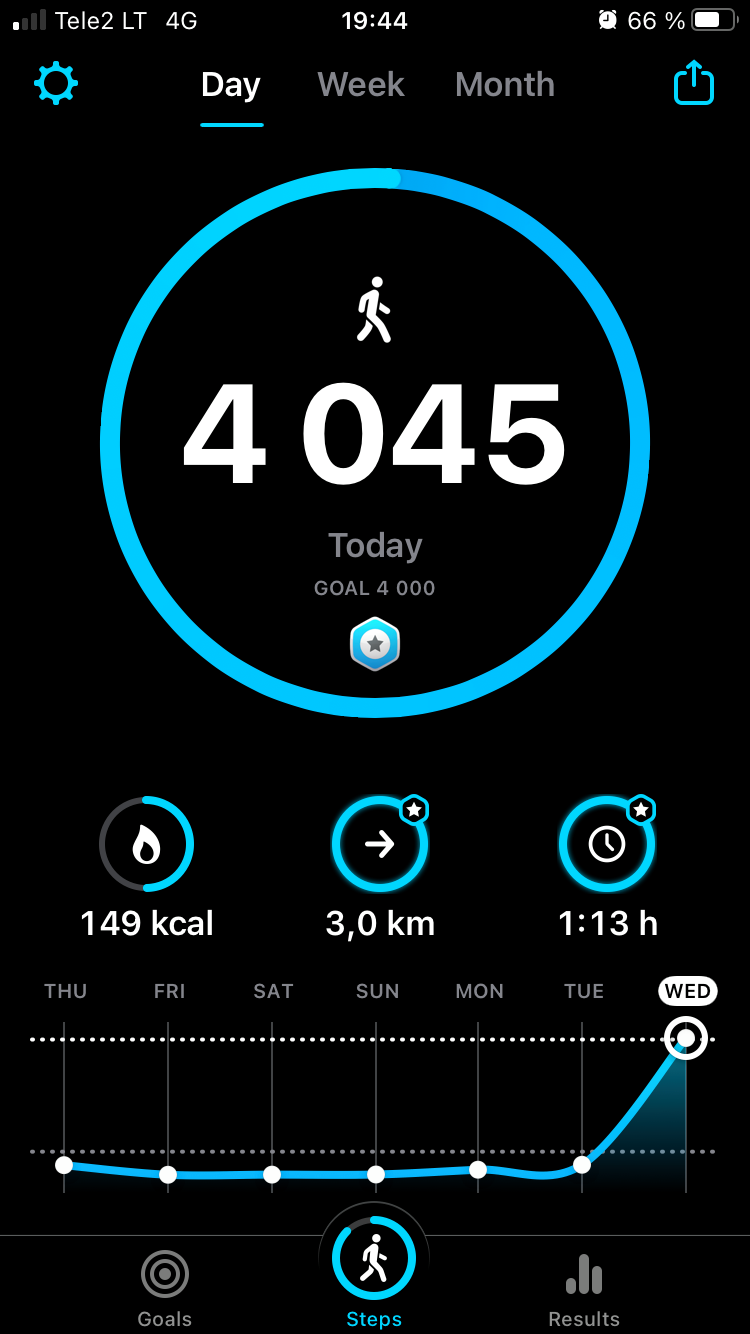 Tele2 LT 4G 19:44 66 %
Day Week Month
4 045
Today
GOAL 4 000
149 kcal 3,0 km 1:13 h
THU FRI SAT SUN MON TUE WED
Goals Steps Results